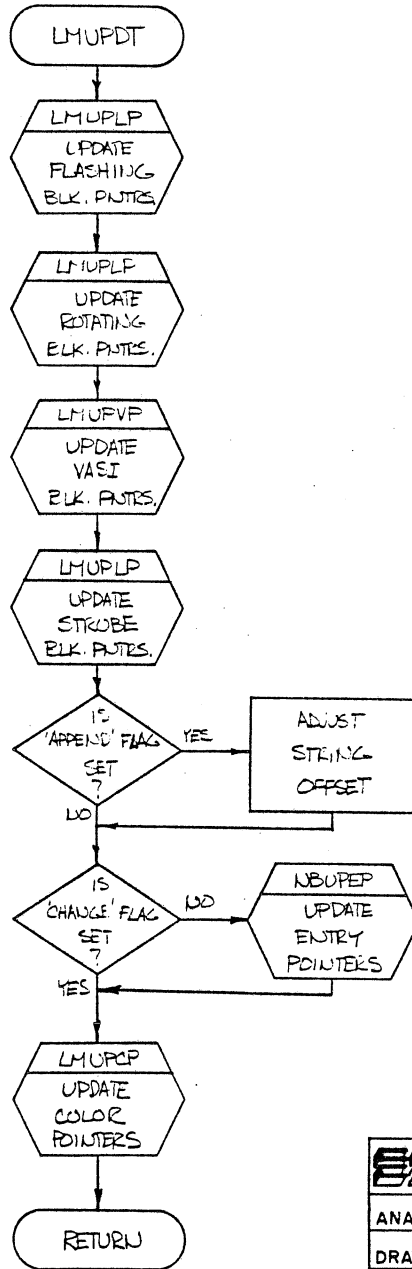 LMUPDT
LMUPLP
UPDATE
FLASHING
BLK. PNTRS.
LMUPLP
UPDATE
ROTATING
BLK. PNTRS.
LMUPVP
UPDATE
VASI
BLK. PNTRS.
LMUPLP
UPDATE
STROBE
BLK. PNTRS.
IS
'APPEND' FLAG
SET
?
YES
NO
ADJUST
STRING
OFFSET
IS
'CHANGE' FLAG
SET
?
NO
YES
NBUPEP
UPDATE
ENTRY
POINTERS
LMUPCP
UPDATE
COLOR
POINTERS
RETURN
ANA
DRA